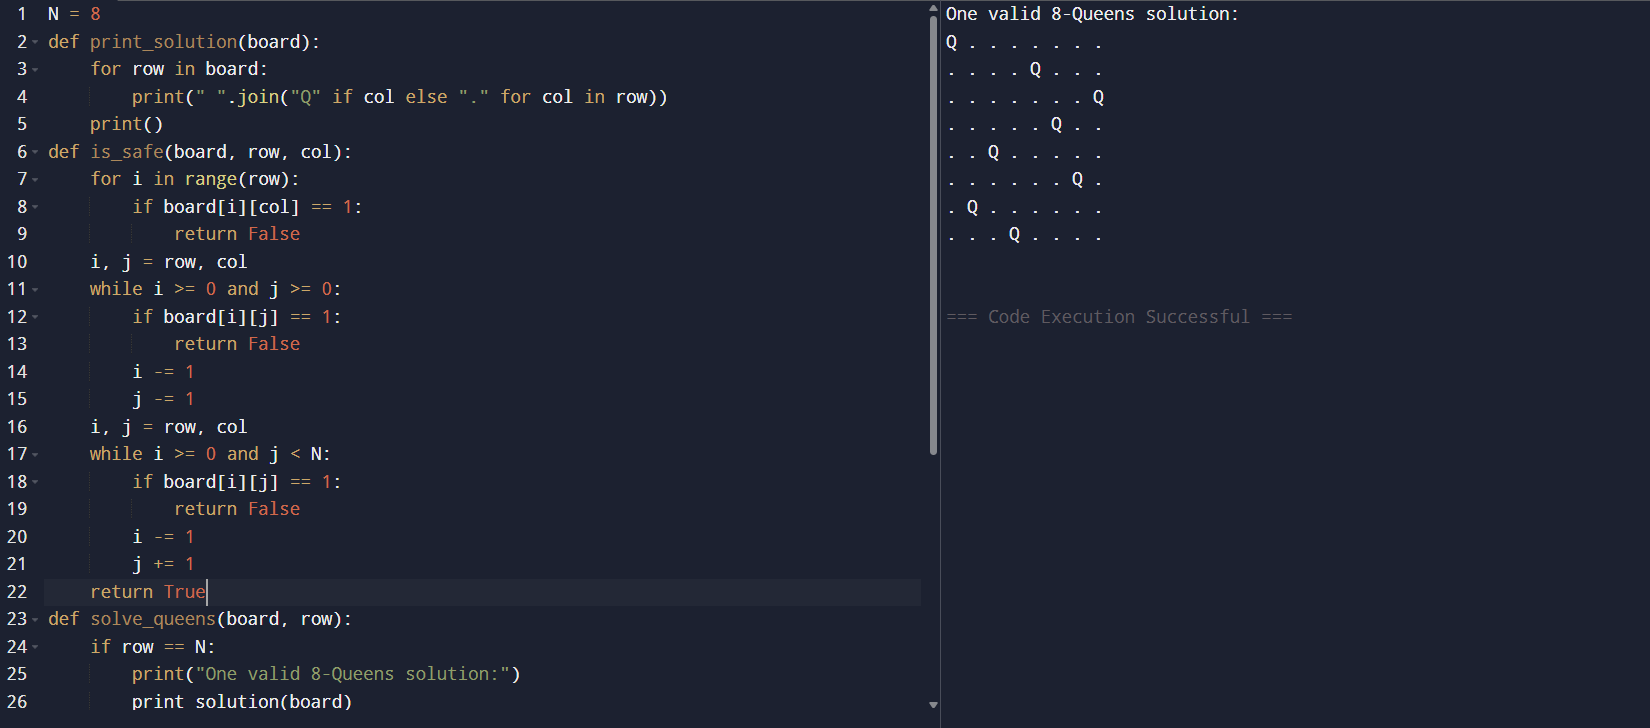 1 N = 8
2 def print_solution(board):
3     for row in board:
4         print(" ".join("Q" if col else "." for col in row))
5     print()
6 def is_safe(board, row, col):
7     for i in range(row):
8         if board[i][col] == 1:
9             return False
10     i, j = row, col
11     while i >= 0 and j >= 0:
12         if board[i][j] == 1:
13             return False
14         i -= 1
15         j -= 1
16     i, j = row, col
17     while i >= 0 and j < N:
18         if board[i][j] == 1:
19             return False
20         i -= 1
21         j += 1
22     return True
23 def solve_queens(board, row):
24     if row == N:
25         print("One valid 8-Queens solution:")
26         print solution(board)
One valid 8-Queens solution:
Q . . . . . . .
. . . . Q . . .
. . . . . . . Q
. . . . . Q . .
. . Q . . . . .
. . . . . . Q .
. Q . . . . . .
. . . Q . . . .
=== Code Execution Successful ===